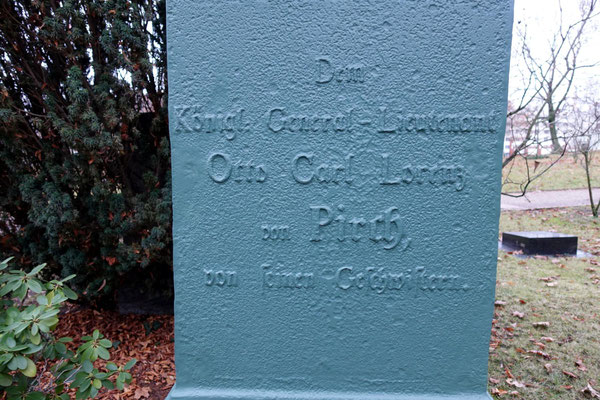 Dem
Königl. General-Lieutenant
Otto Carl Lorenz
von Pirch,
von seinen Geschwistern.